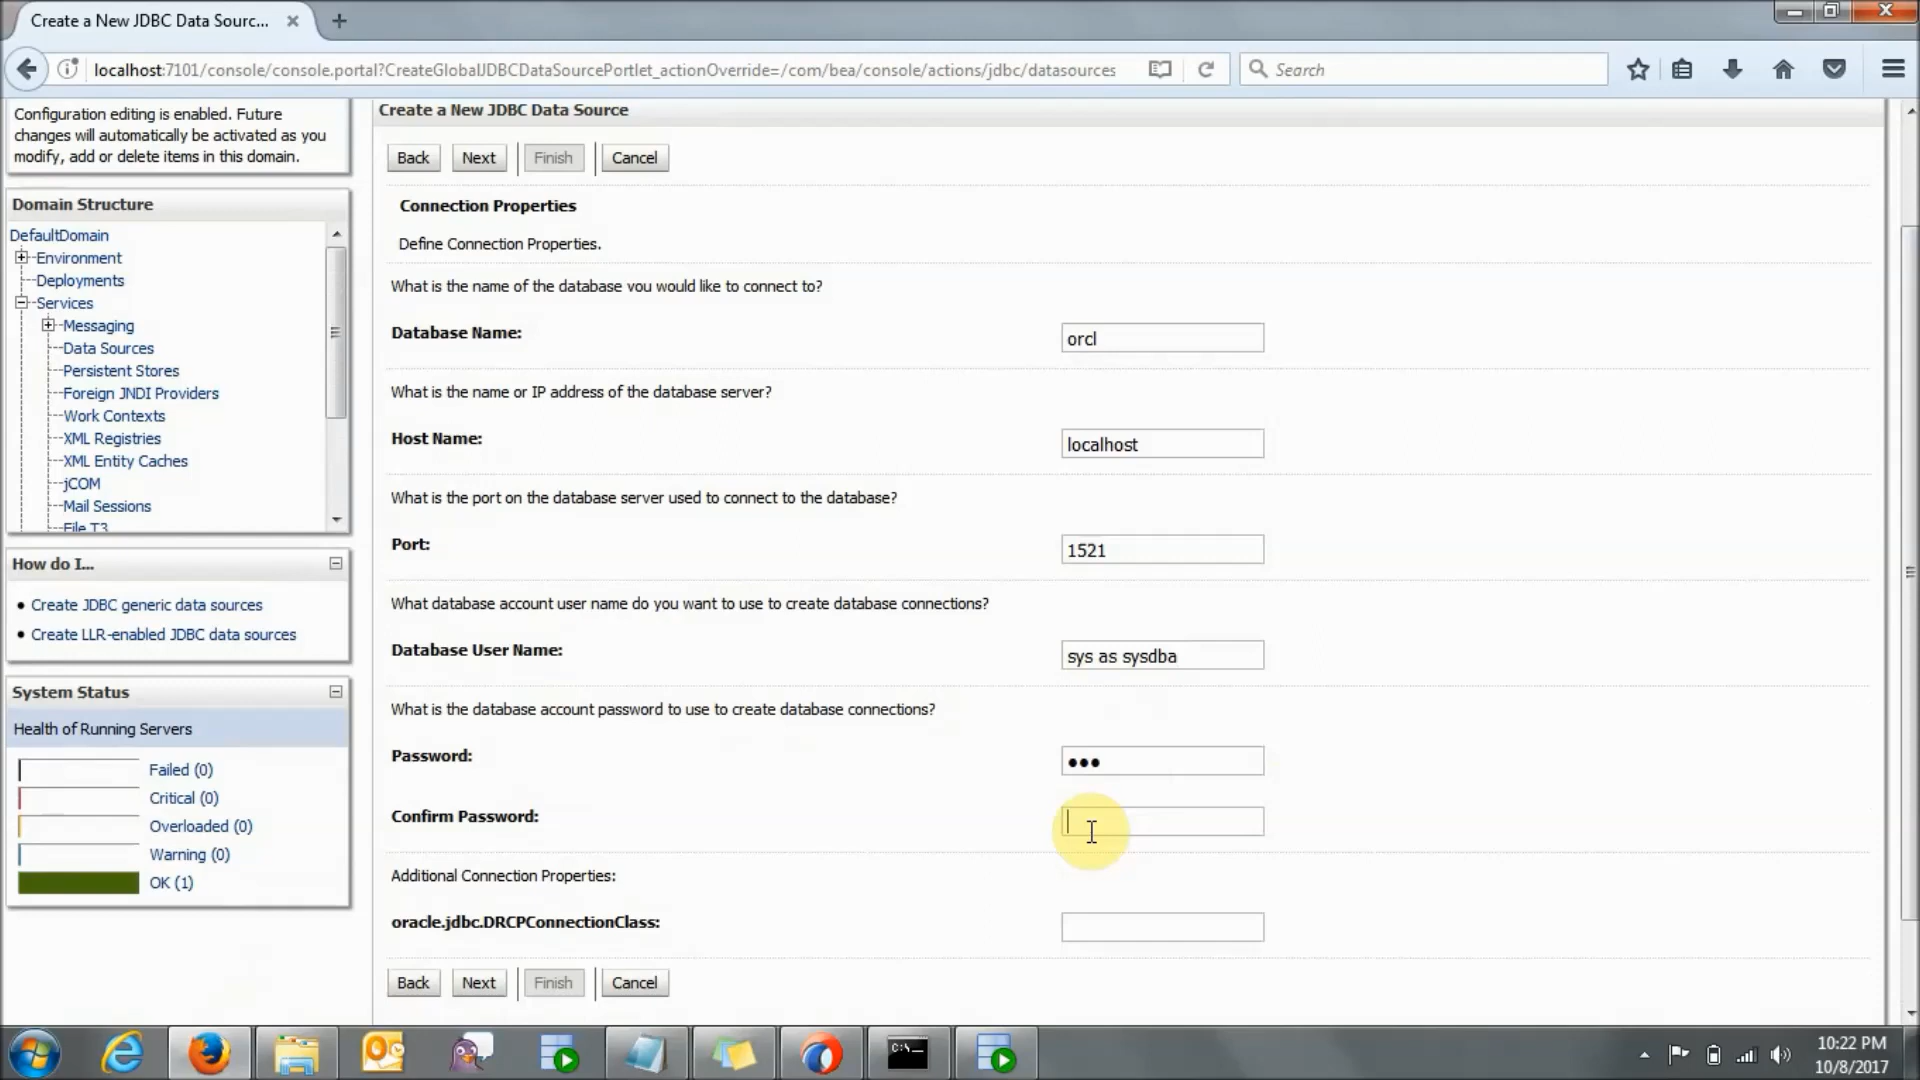 Create a New JDBC Data Sourc...
localhost:7101/console/console.portal?CreateGlobalJDBCDataSourcePortlet_actionOverride=/com/bea/console/actions/jdbc/datasources
Search
Configuration editing is enabled. Future
changes will automatically be activated as you
modify, add or delete items in this domain.
Domain Structure
DefaultDomain
Environment
Deployments
Services
Messaging
Data Sources
Persistent Stores
Foreign JNDI Providers
Work Contexts
XML Registries
XML Entity Caches
jCOM
Mail Sessions
File T3
How do I...
Create JDBC generic data sources
Create LLR-enabled JDBC data sources
System Status
Health of Running Servers
Failed (0)
Critical (0)
Overloaded (0)
Warning (0)
OK (1)
Create a New JDBC Data Source
Back Next Finish Cancel
Connection Properties
Define Connection Properties.
What is the name of the database you would like to connect to?
Database Name: orcl
What is the name or IP address of the database server?
Host Name: localhost
What is the port on the database server used to connect to the database?
Port: 1521
What database account user name do you want to use to create database connections?
Database User Name: sys as sysdba
What is the database account password to use to create database connections?
Password: •••
Confirm Password:
Additional Connection Properties:
oracle.jdbc.DRCPConnectionClass:
Back Next Finish Cancel
C:\_
10:22 PM
10/8/2017